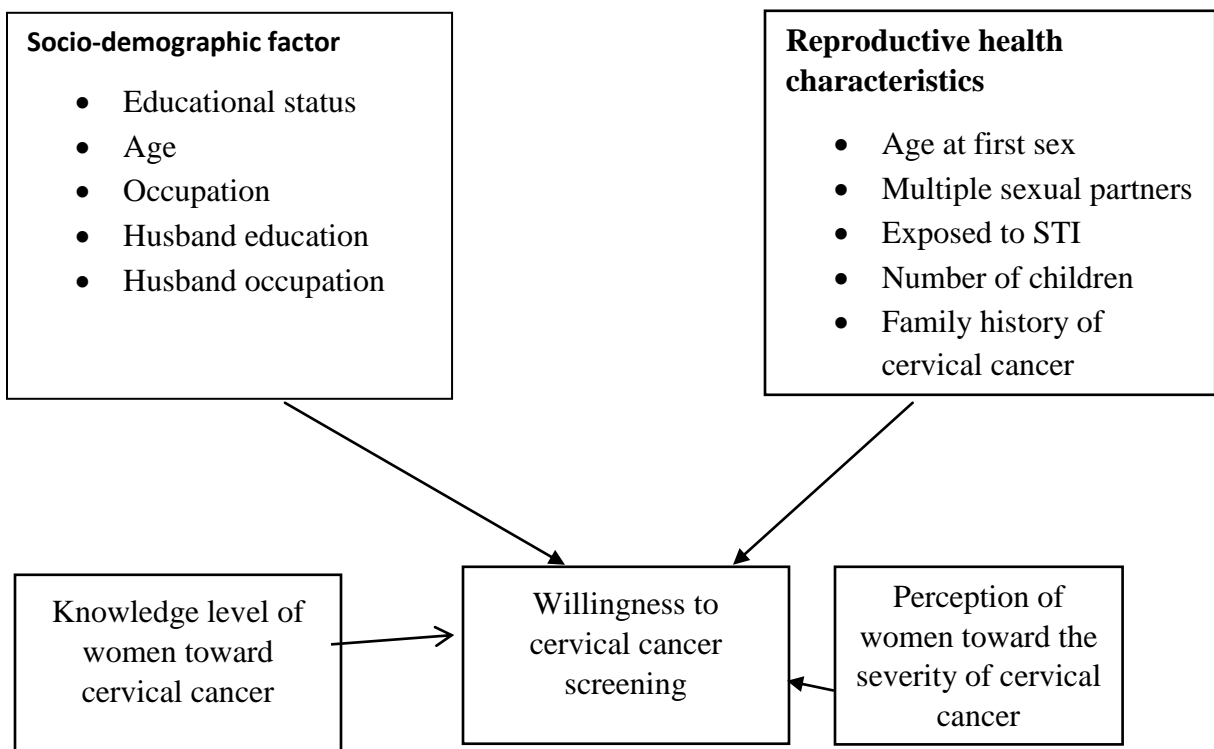 Socio-demographic factor
• Educational status
• Age
• Occupation
• Husband education
• Husband occupation
Reproductive health
characteristics
• Age at first sex
• Multiple sexual partners
• Exposed to STI
• Number of children
• Family history of
cervical cancer
Knowledge level of
women toward
cervical cancer
Willingness to
cervical cancer
screening
Perception of
women toward the
severity of cervical
cancer